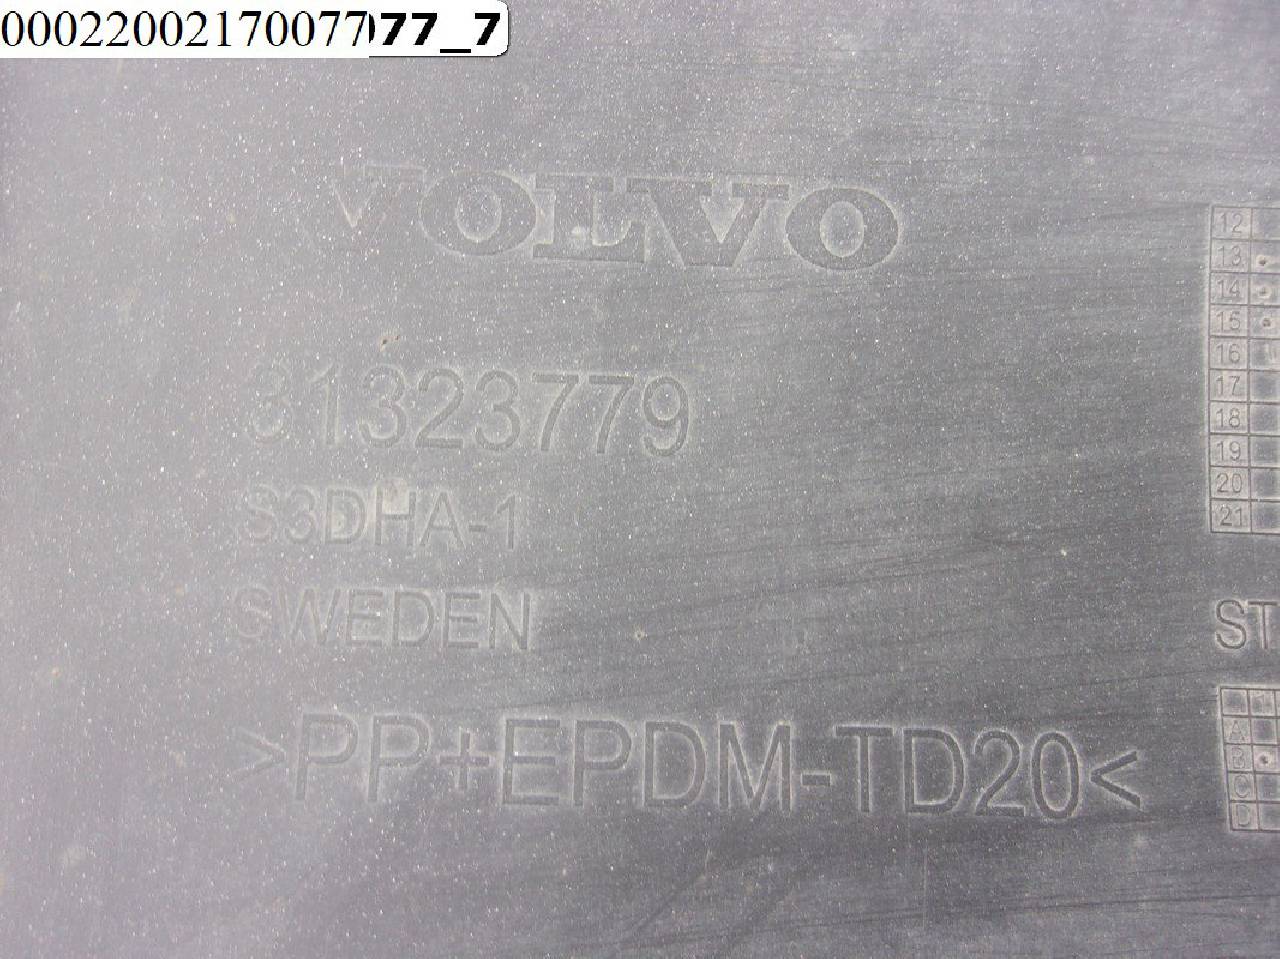 0002200217007777_7
VOLVO
31323779
S3DHA-1
SWEDEN
>PP+EPDM-TD20<
12
13
14
15
16
17
18
19
20
21
ST
A
B
C
D